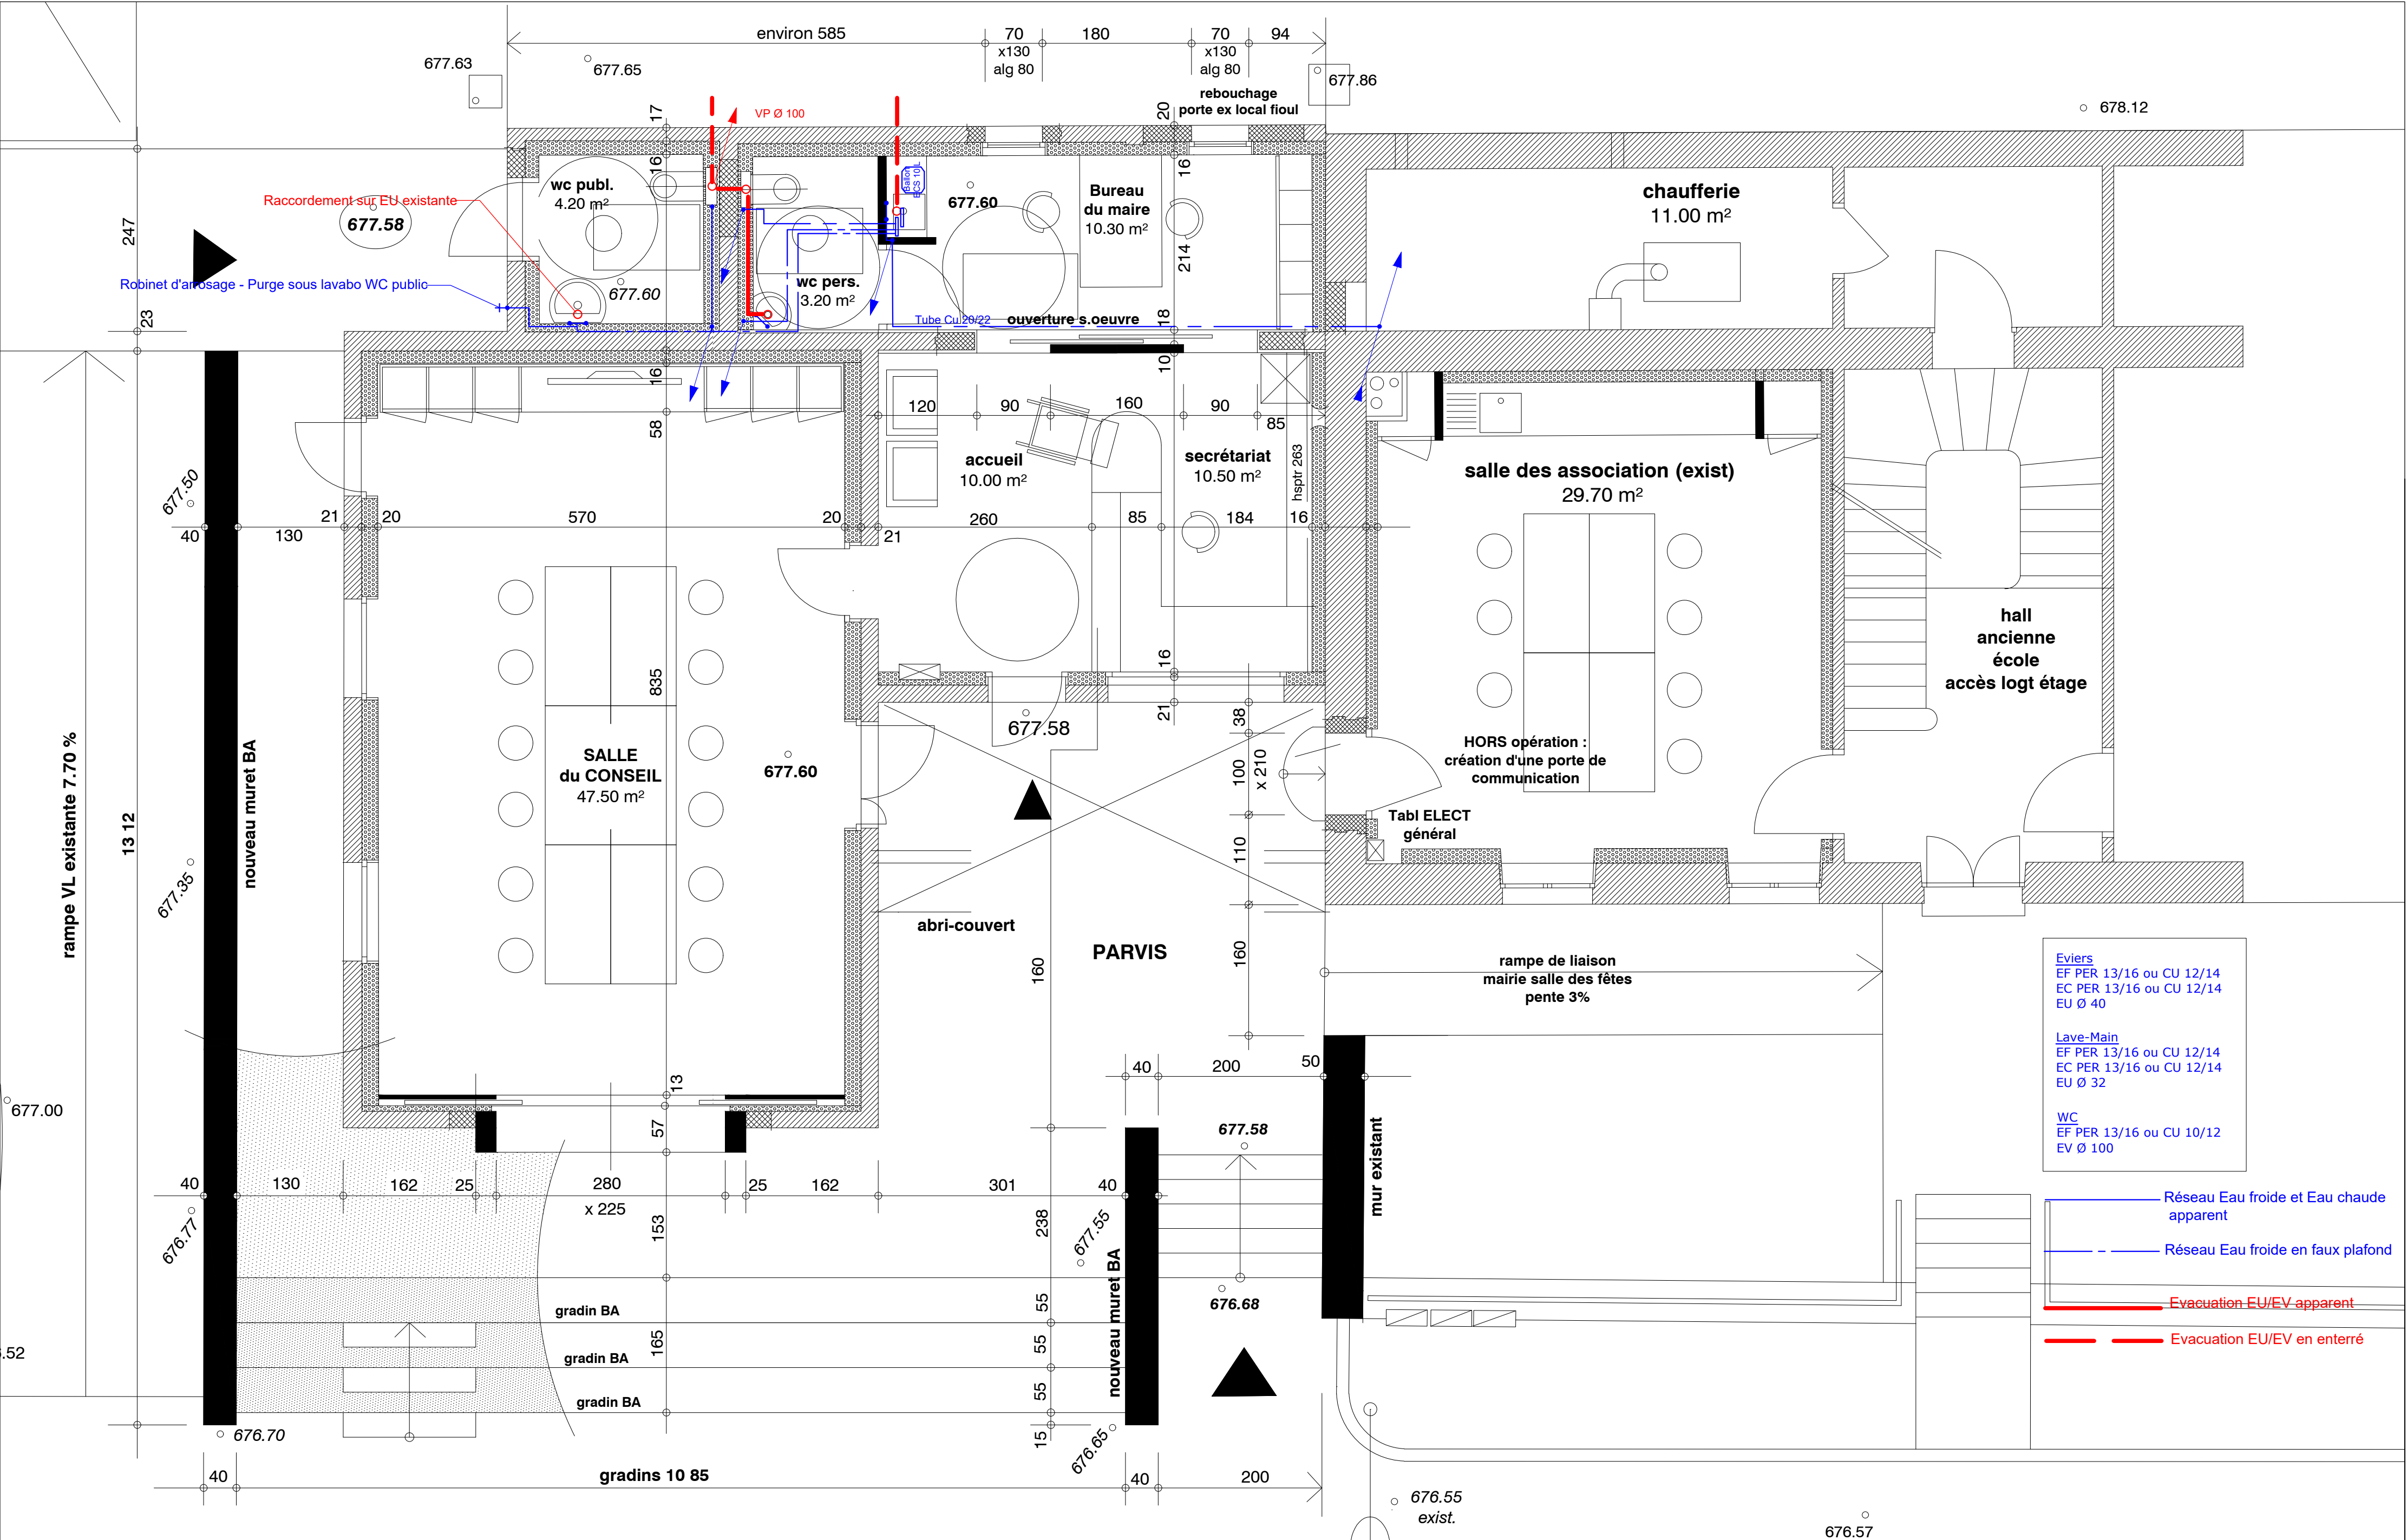 environ 585
70
x130
alg 80
180
70
x130
alg 80
94
677.63
677.65
677.86
678.12
rebouchage
porte ex local fioul
17
20
VP Ø 100
16
16
wc publ.
4.20 m²
Ballon
ECS 10 L
677.60
Bureau
du maire
10.30 m²
chaufferie
11.00 m²
Raccordement sur EU existante
677.58
247
214
Robinet d'arrosage - Purge sous lavabo WC public
677.60
wc pers.
3.20 m²
23
Tube Cu 20/22
ouverture s.oeuvre
18
10
16
58
120
90
160
90
85
accueil
10.00 m²
secrétariat
10.50 m²
hsptr 263
salle des association (exist)
29.70 m²
677.50
40
130
21
20
570
20
21
260
85
184
16
hall
ancienne
école
accès logt étage
835
16
21
677.58
38
100
x 210
110
160
rampe VL existante 7.70 %
13 12
nouveau muret BA
SALLE
du CONSEIL
47.50 m²
677.60
HORS opération :
création d'une porte de
communication
Tabl ELECT
général
677.35
abri-couvert
PARVIS
160
rampe de liaison
mairie salle des fêtes
pente 3%
Eviers
EF PER 13/16 ou CU 12/14
EC PER 13/16 ou CU 12/14
EU Ø 40
Lave-Main
EF PER 13/16 ou CU 12/14
EC PER 13/16 ou CU 12/14
EU Ø 32
WC
EF PER 13/16 ou CU 10/12
EV Ø 100
677.00
13
57
40
200
50
677.58
mur existant
40
130
162
25
280
x 225
25
162
301
40
676.77
153
238
677.55
nouveau muret BA
676.68
Réseau Eau froide et Eau chaude
apparent
Réseau Eau froide en faux plafond
Evacuation EU/EV apparent
Evacuation EU/EV en enterré
gradin BA
55
165
gradin BA
55
gradin BA
55
15
.52
676.70
676.65
40
gradins 10 85
40
200
676.55
exist.
676.57